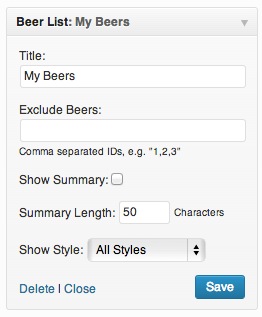 Beer List: My Beers
Title:
My Beers
Exclude Beers:
Comma separated IDs, e.g. "1,2,3"
Show Summary:
Summary Length: 50 Characters
Show Style: All Styles
Delete | Close Save